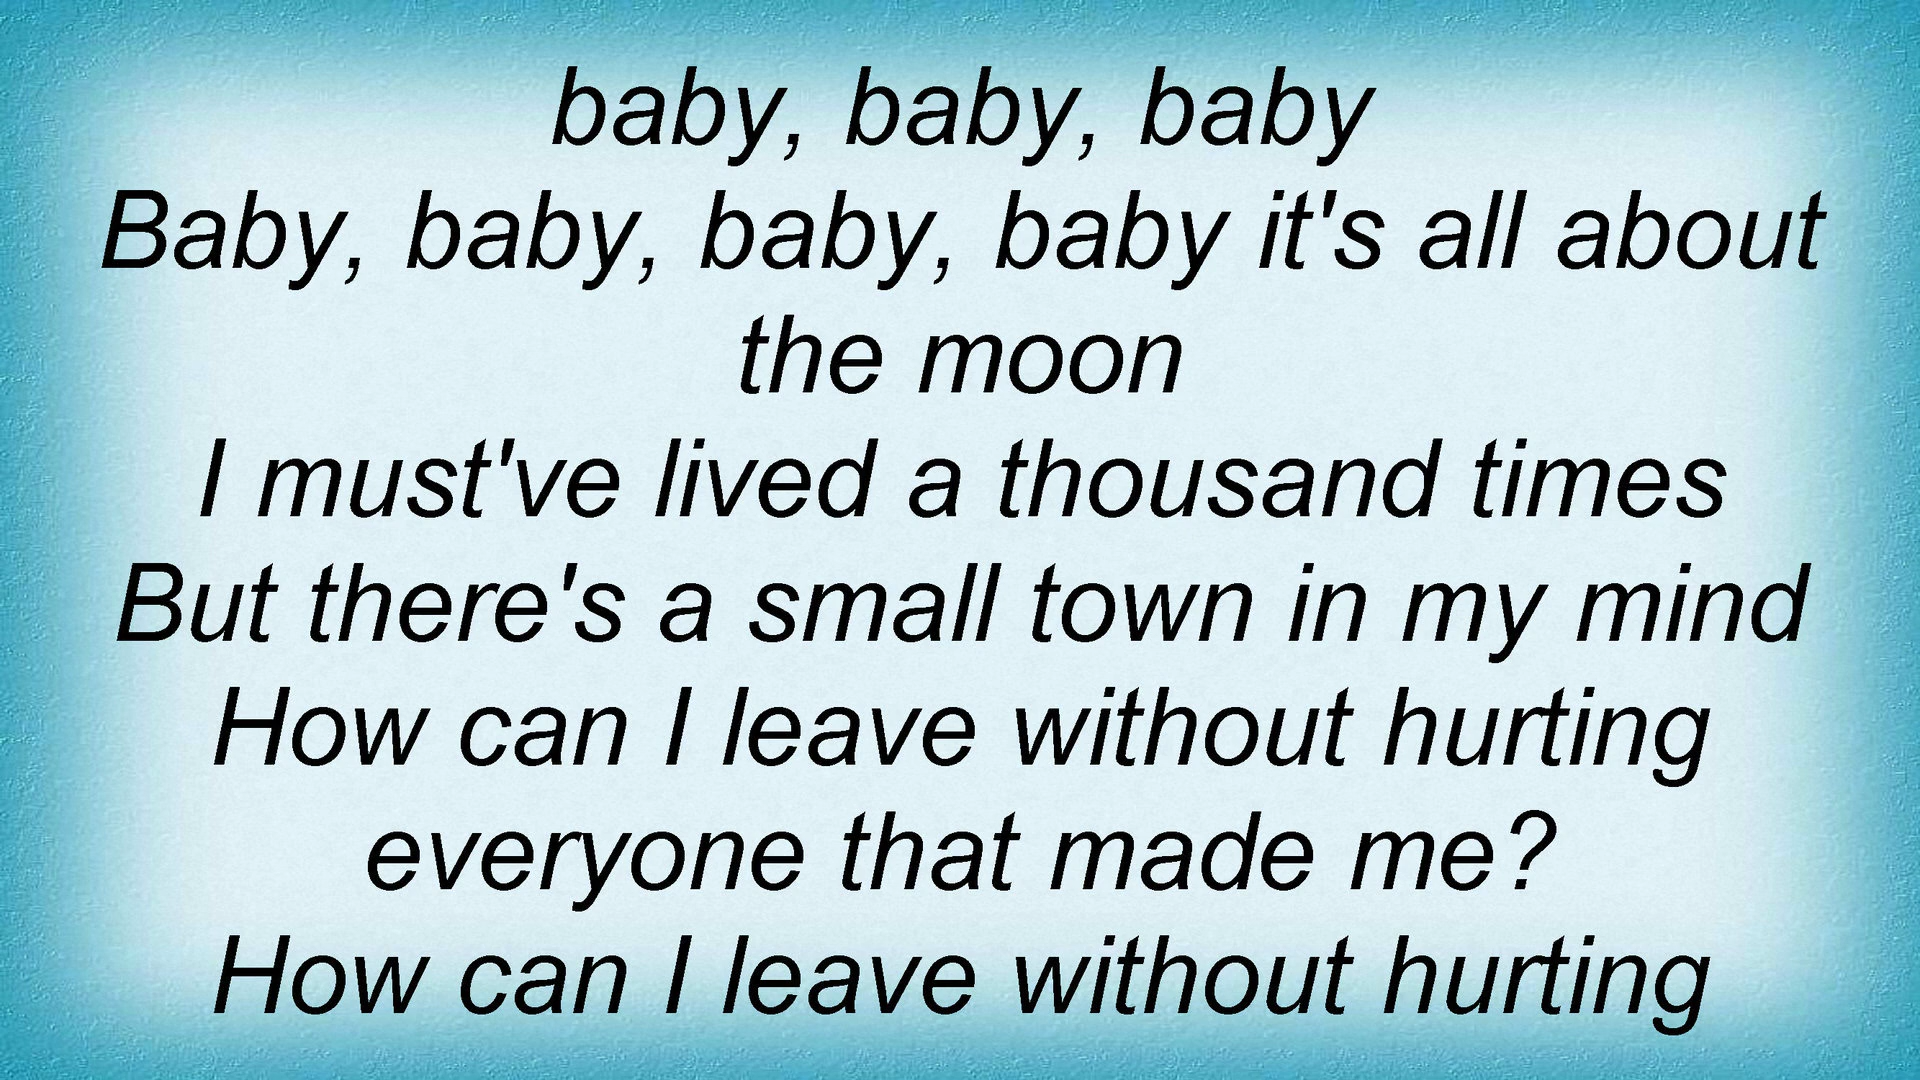 baby, baby, baby
Baby, baby, baby, baby it's all about
the moon
I must've lived a thousand times
But there's a small town in my mind
How can I leave without hurting
everyone that made me?
How can I leave without hurting